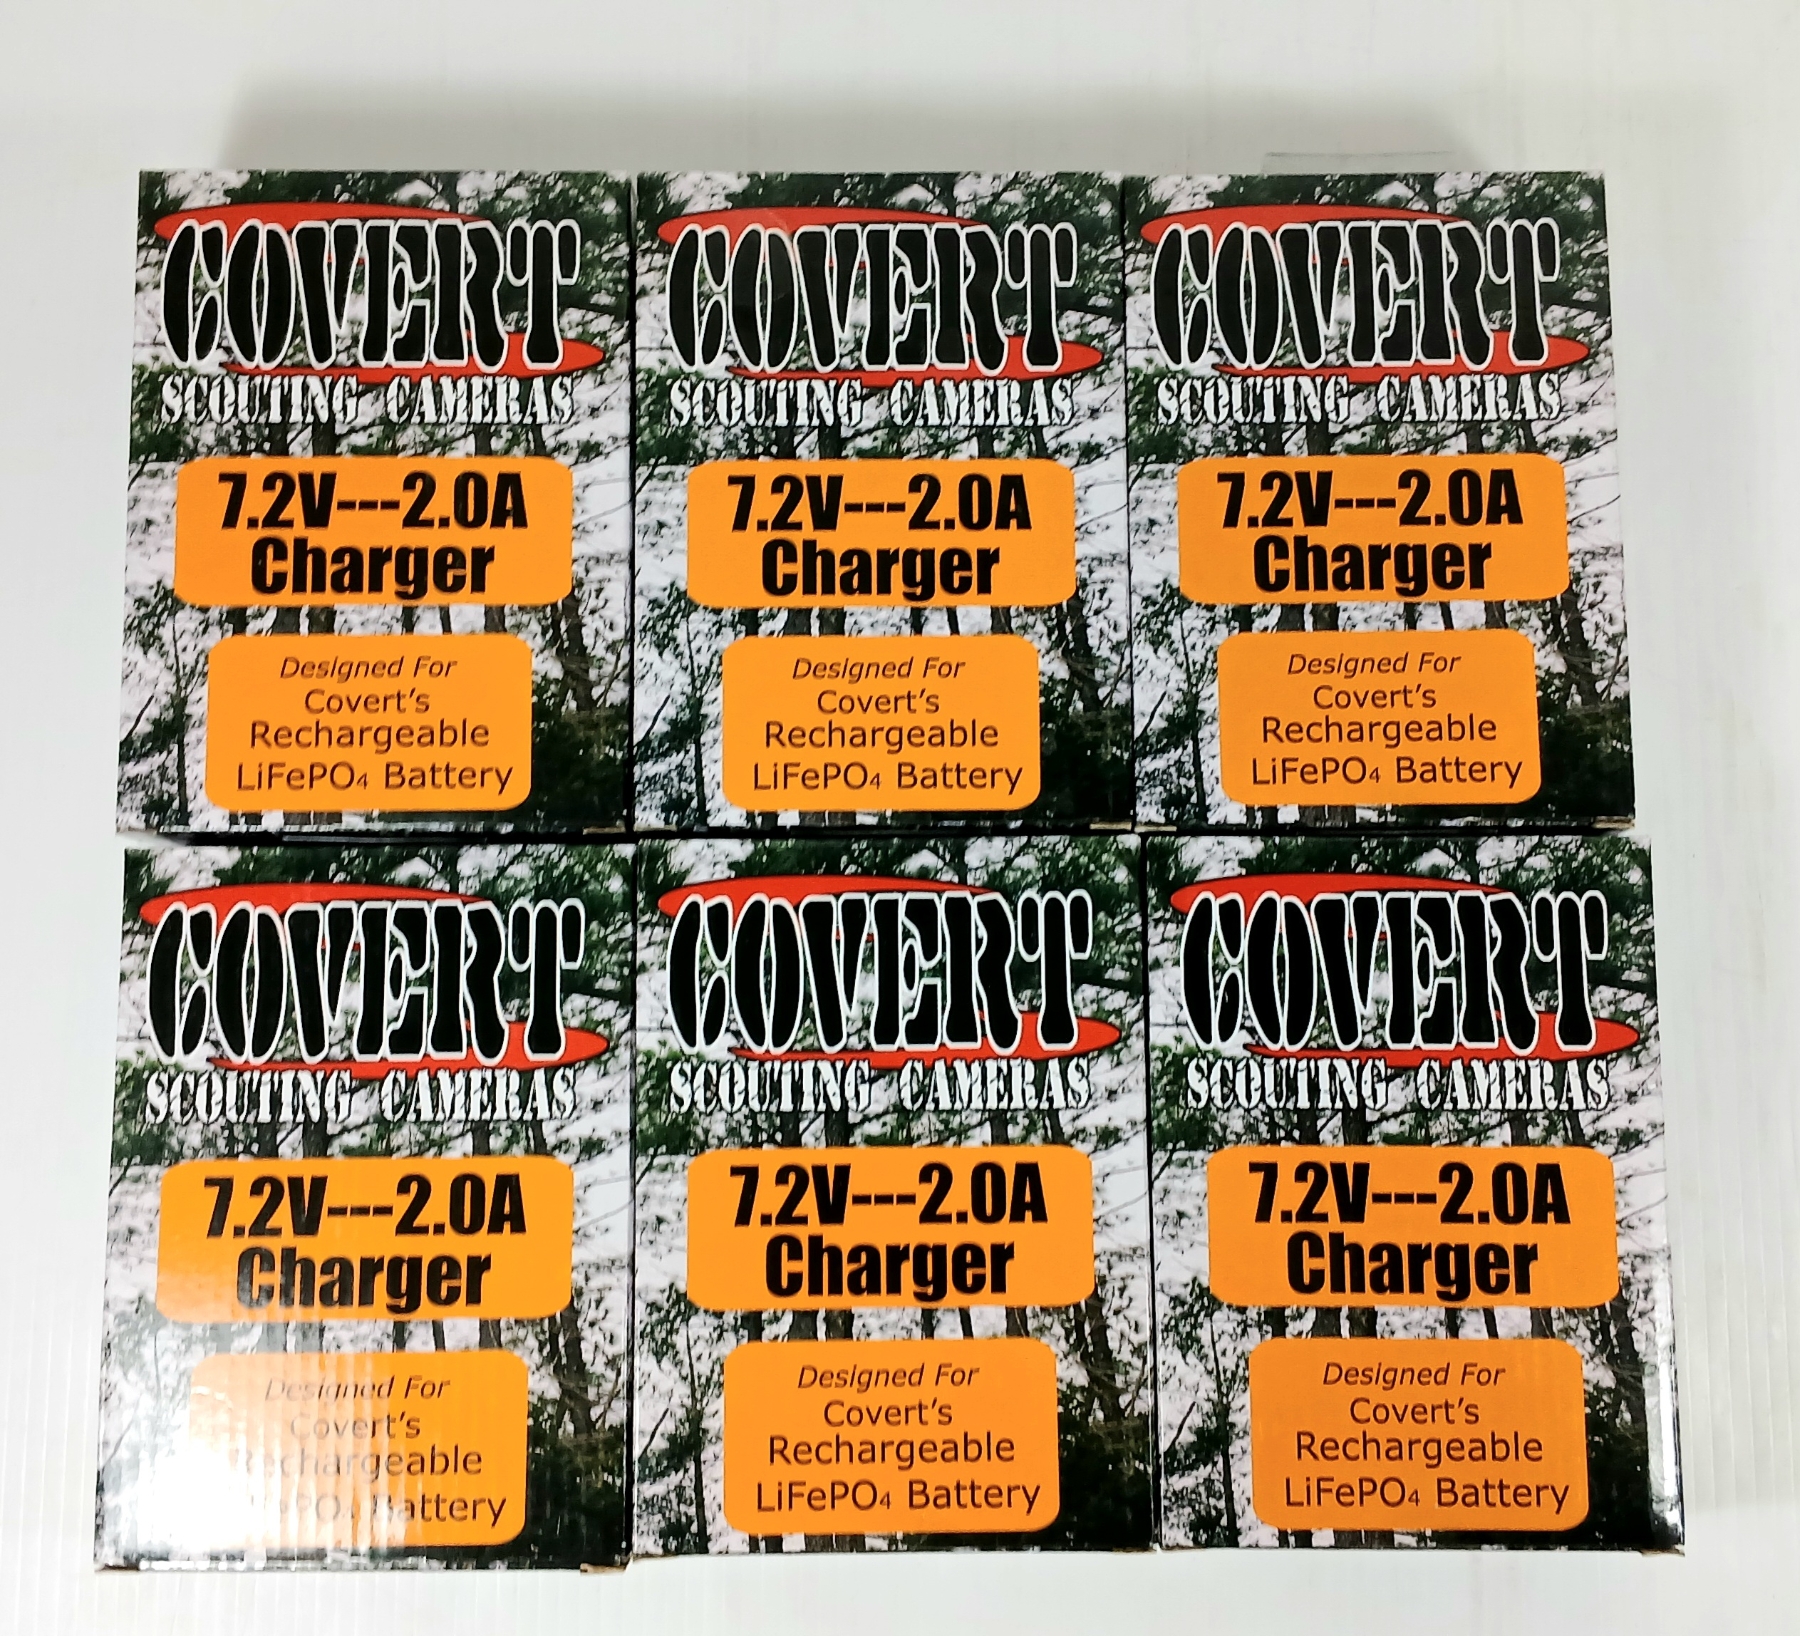 COVERT
SCOUTING CAMERAS
7.2V---2.0A
Charger
Designed For
Covert's
Rechargeable
LiFePO₄ Battery
COVERT
SCOUTING CAMERAS
7.2V---2.0A
Charger
Designed For
Covert's
Rechargeable
LiFePO₄ Battery
COVERT
SCOUTING CAMERAS
7.2V---2.0A
Charger
Designed For
Covert's
Rechargeable
LiFePO₄ Battery
COVERT
SCOUTING CAMERAS
7.2V---2.0A
Charger
Designed For
Covert's
Rechargeable
LiFePO₄ Battery
COVERT
SCOUTING CAMERAS
7.2V---2.0A
Charger
Designed For
Covert's
Rechargeable
LiFePO₄ Battery
COVERT
SCOUTING CAMERAS
7.2V---2.0A
Charger
Designed For
Covert's
Rechargeable
LiFePO₄ Battery